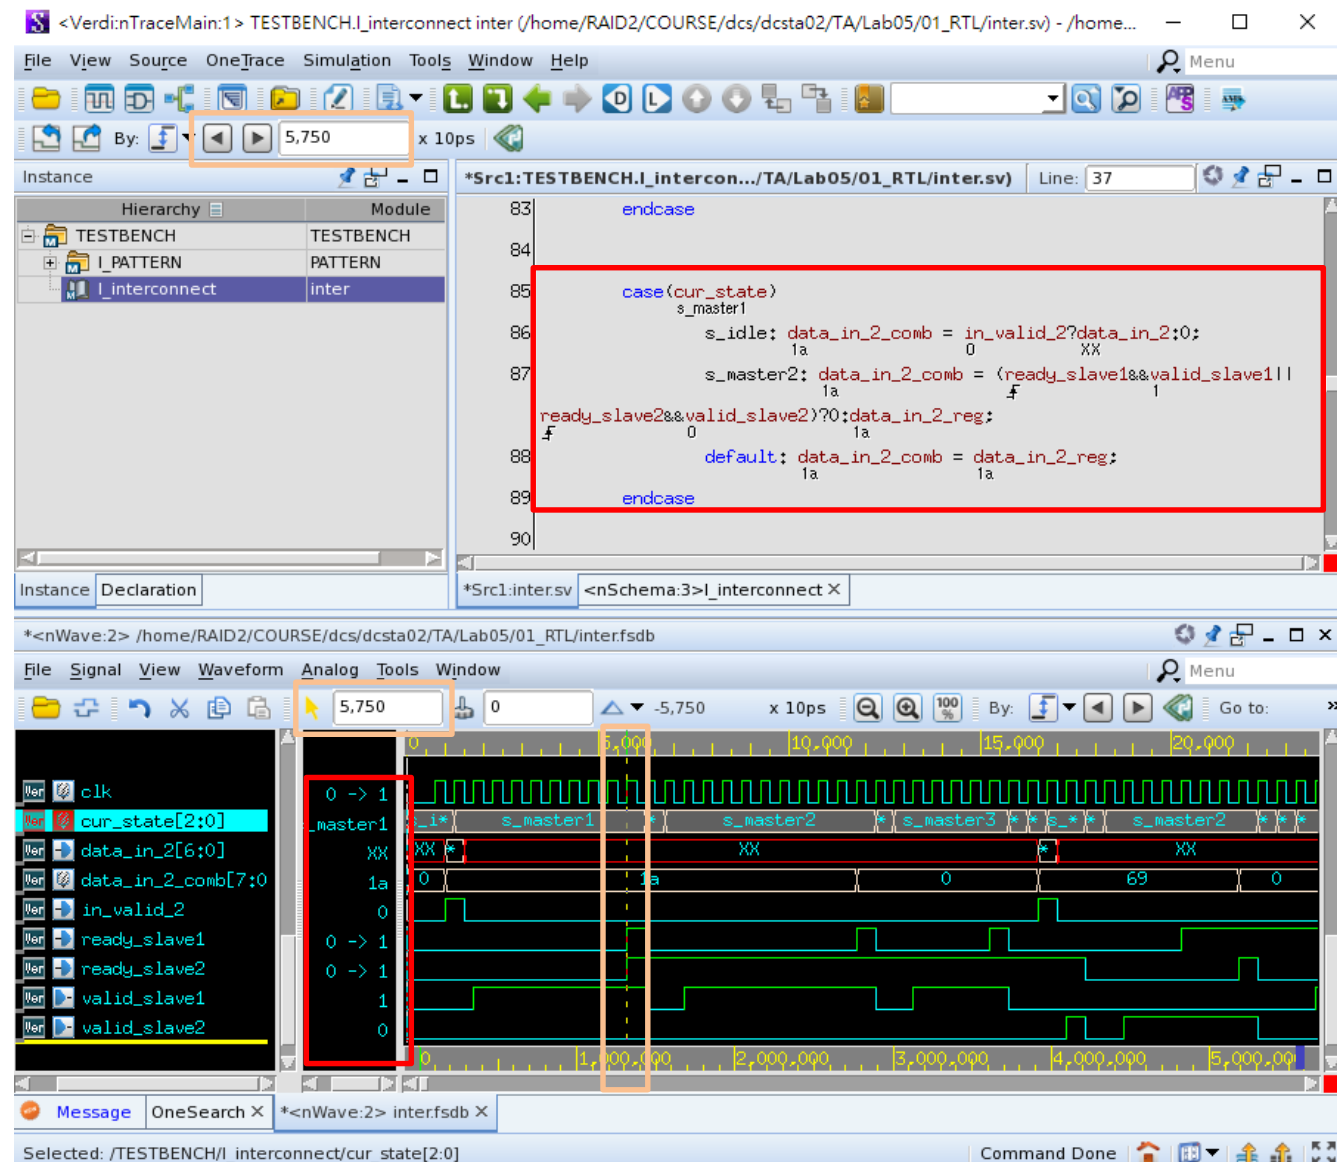 <Verdi:nTraceMain:1> TESTBENCH.I_interconnect inter (/home/RAID2/COURSE/dcs/dcsta02/TA/Lab05/01_RTL/inter.sv) - /home...
File View Source OneTrace Simulation Tools Window Help Menu
By: 5,750 x 10ps
Instance
*Src1:TESTBENCH.I_intercon.../TA/Lab05/01_RTL/inter.sv) Line: 37
Hierarchy Module
TESTBENCH TESTBENCH
I_PATTERN PATTERN
I_interconnect inter
83 endcase
84
85 case(cur_state)
s_master1
86 s_idle: data_in_2_comb = in_valid_2?data_in_2:0;
1a 0 XX
87 s_master2: data_in_2_comb = (ready_slave1&&valid_slave1||
1a 1
ready_slave2&&valid_slave2)?0:data_in_2_reg;
0 1a
88 default: data_in_2_comb = data_in_2_reg;
1a 1a
89 endcase
90
Instance Declaration
*Src1:inter.sv <nSchema:3>I_interconnect
*<nWave:2> /home/RAID2/COURSE/dcs/dcsta02/TA/Lab05/01_RTL/inter.fsdb
File Signal View Waveform Analog Tools Window Menu
5,750 0 -5,750 x 10ps 100 % By: Go to: »
0 5,000 10,000 15,000 20,000
clk 0 -> 1
cur_state[2:0] _master1 s_i* s_master1 * s_master2 * s_master3 * * s_* * s_master2 * * *
data_in_2[6:0] XX XX * XX * XX
data_in_2_comb[7:0 1a 0 1a 0 69 0
in_valid_2 0
ready_slave1 0 -> 1
ready_slave2 0 -> 1
valid_slave1 1
valid_slave2 0
0 1,000,000 2,000,000 3,000,000 4,000,000 5,000,00
Message OneSearch *<nWave:2> inter.fsdb
Selected: /TESTBENCH/I_interconnect/cur_state[2:0] Command Done